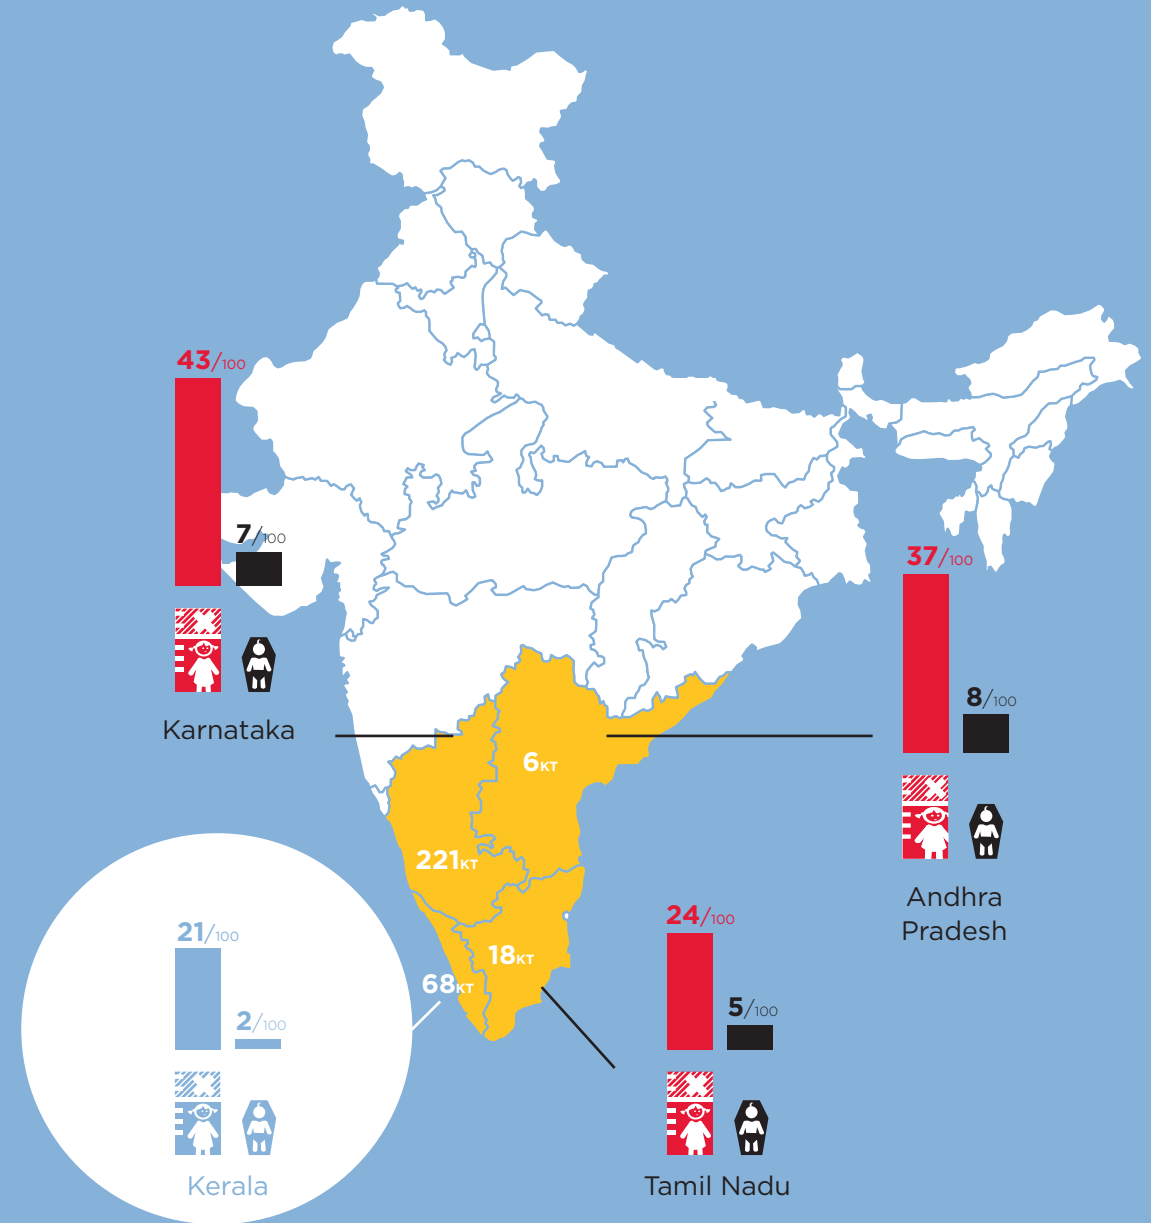 43/100
7/100
Karnataka
37/100
8/100
Andhra
Pradesh
6KT
221KT
18KT
68KT
21/100
2/100
Kerala
24/100
5/100
Tamil Nadu